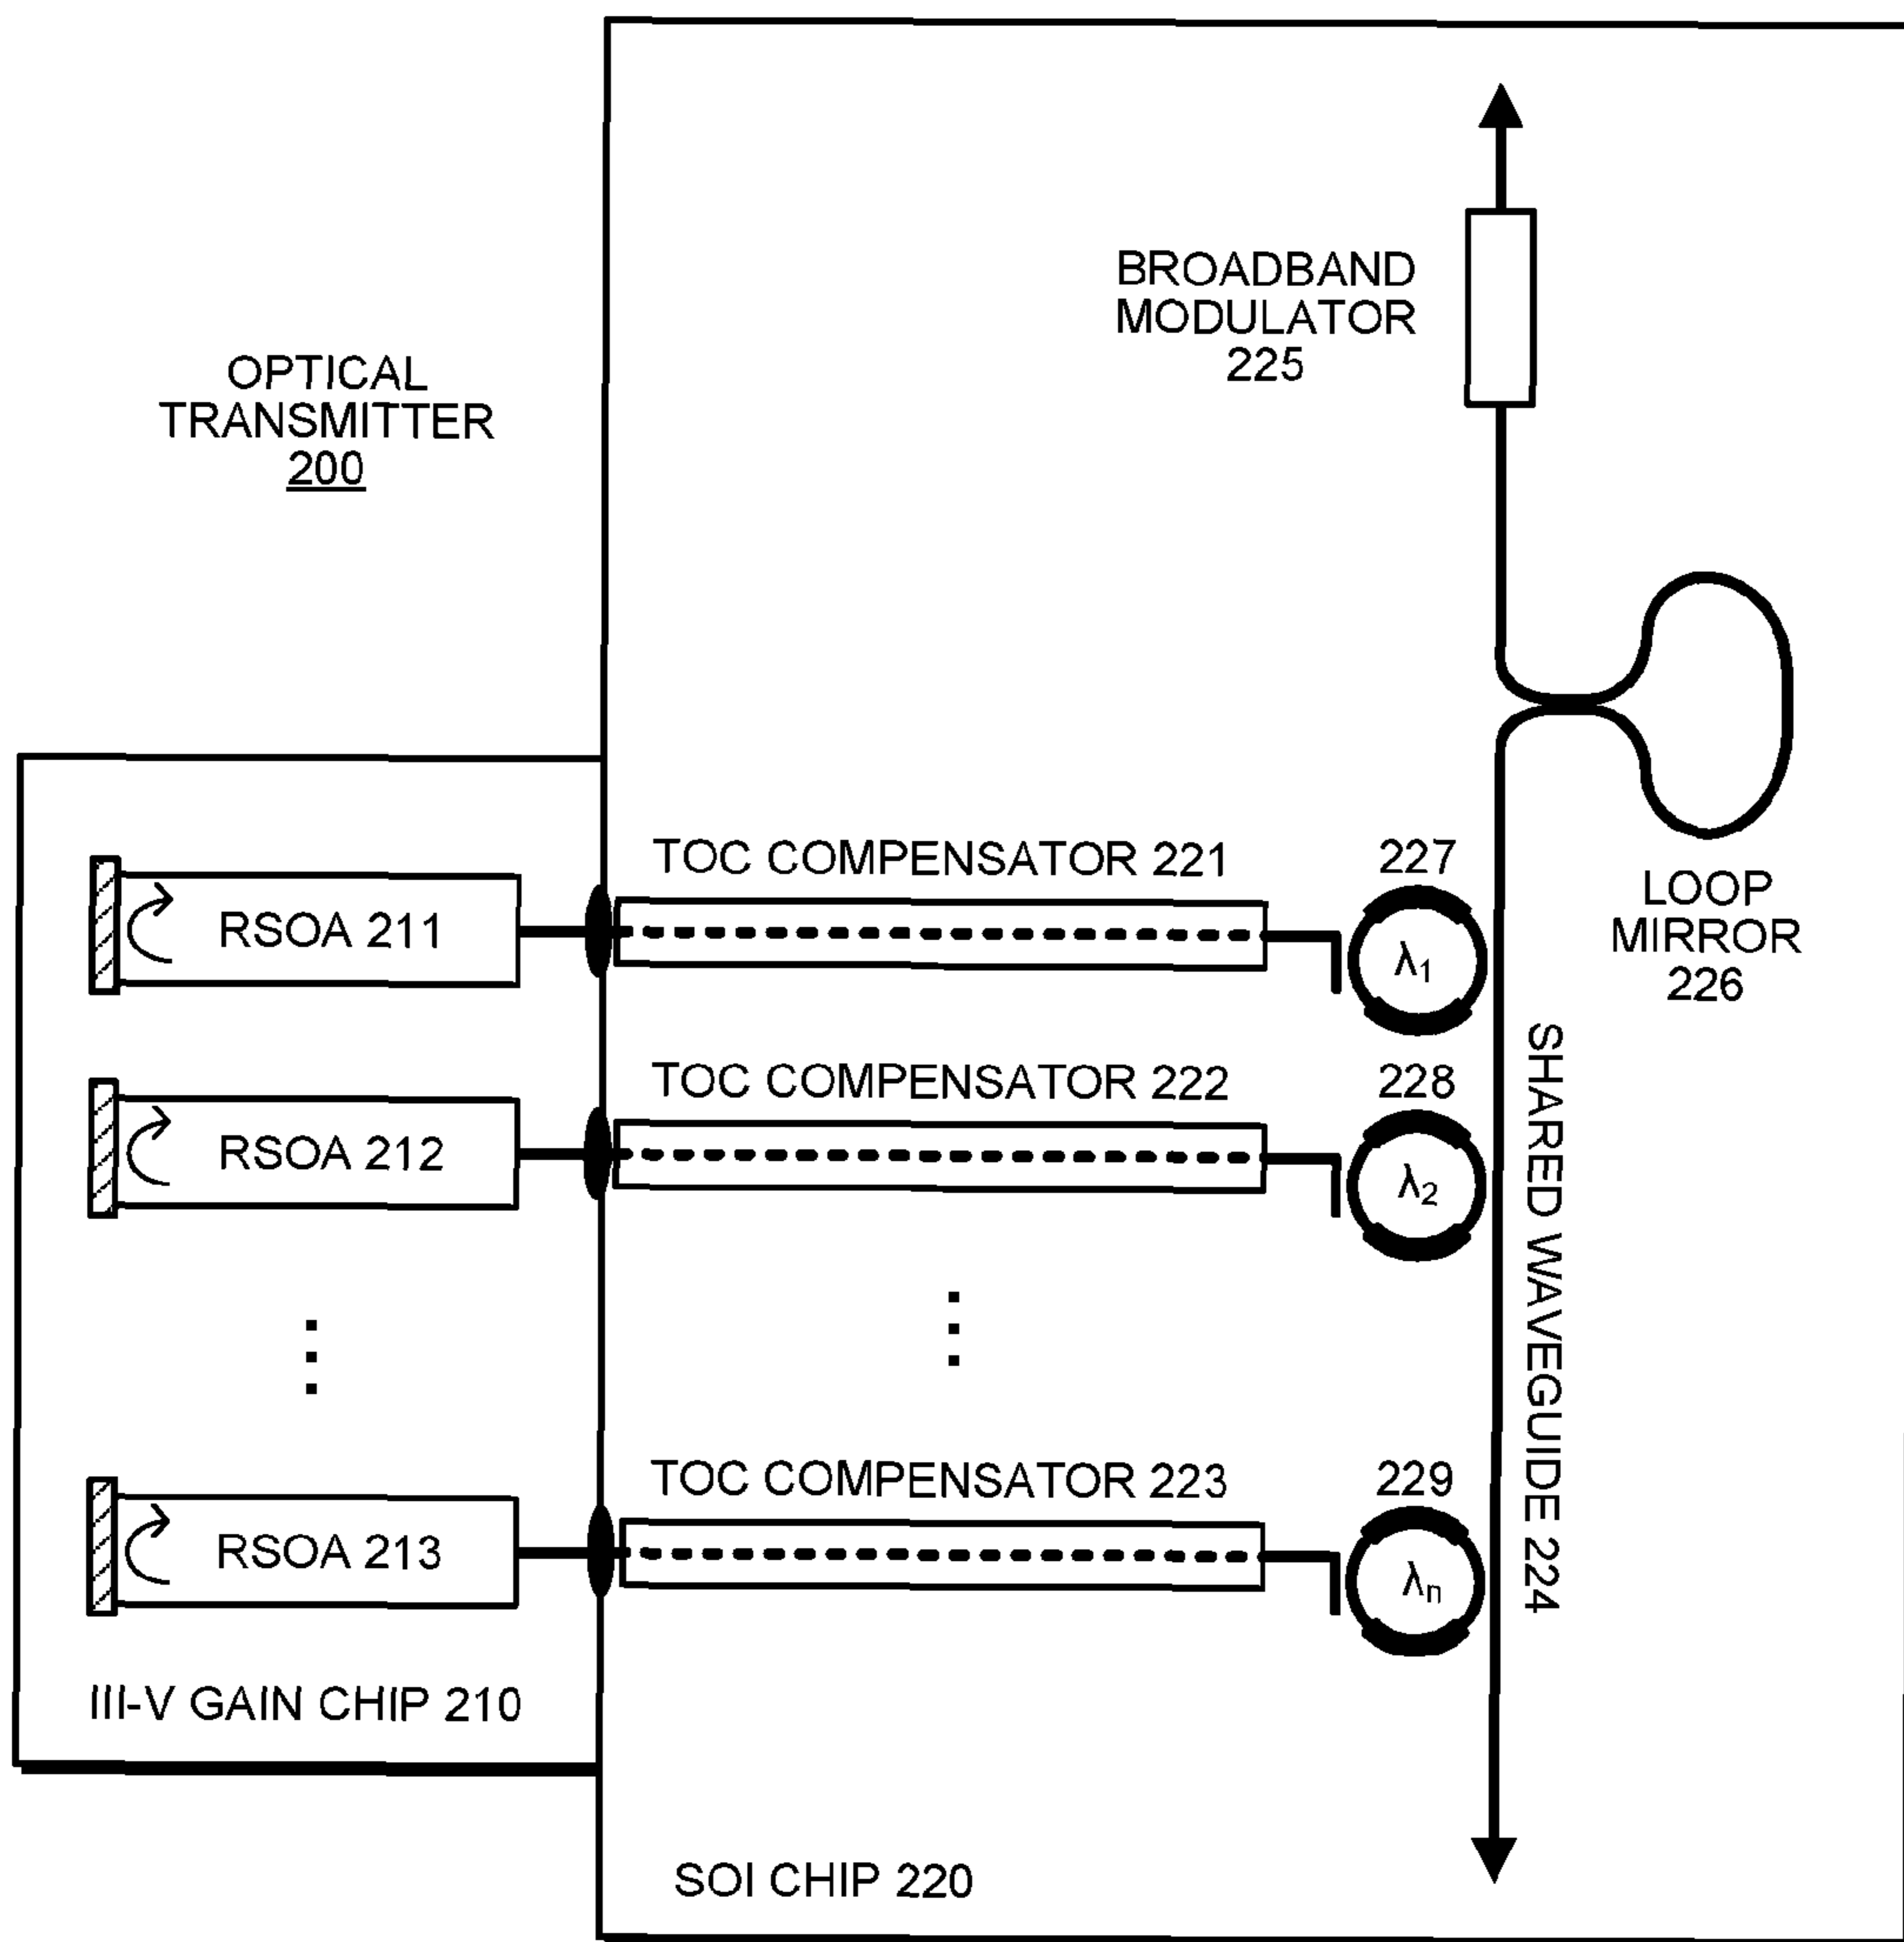 BROADBAND
MODULATOR
225
OPTICAL
TRANSMITTER
200
TOC COMPENSATOR 221
227
LOOP
MIRROR
226
RSOA 211
λ1
SHARED WAVEGUIDE 224
TOC COMPENSATOR 222
228
RSOA 212
λ2
TOC COMPENSATOR 223
229
RSOA 213
λn
III-V GAIN CHIP 210
SOI CHIP 220